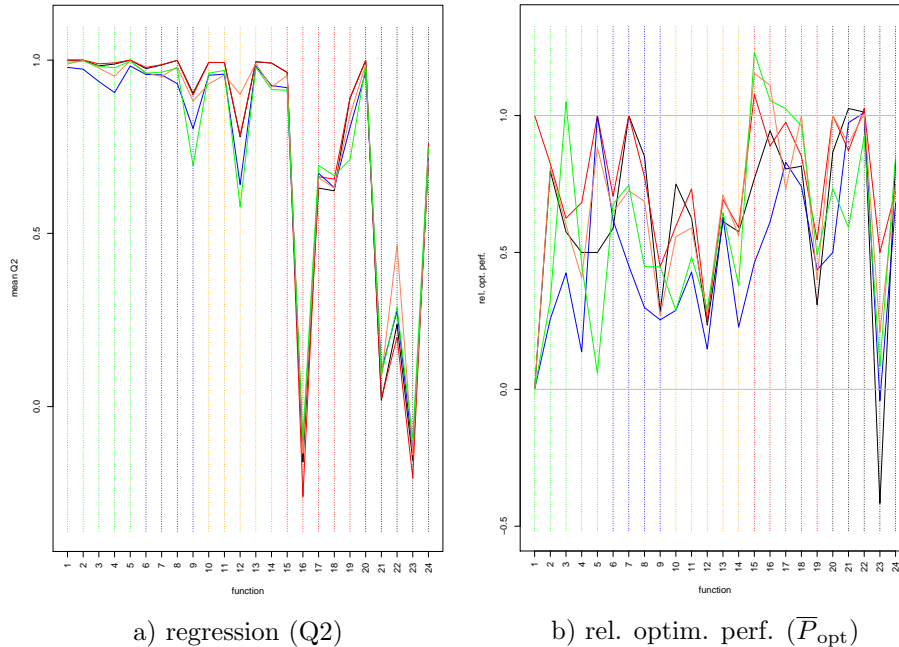 mean Q2
1.0
0.5
0.0
1 2 3 4 5 6 7 8 9 10 11 12 13 14 15 16 17 18 19 20 21 22 23 24
function
a) regression (Q2)
rel. opt. perf.
1.0
0.5
0.0
−0.5
1 2 3 4 5 6 7 8 9 10 11 12 13 14 15 16 17 18 19 20 21 22 23 24
function
b) rel. optim. perf. (P̅opt)